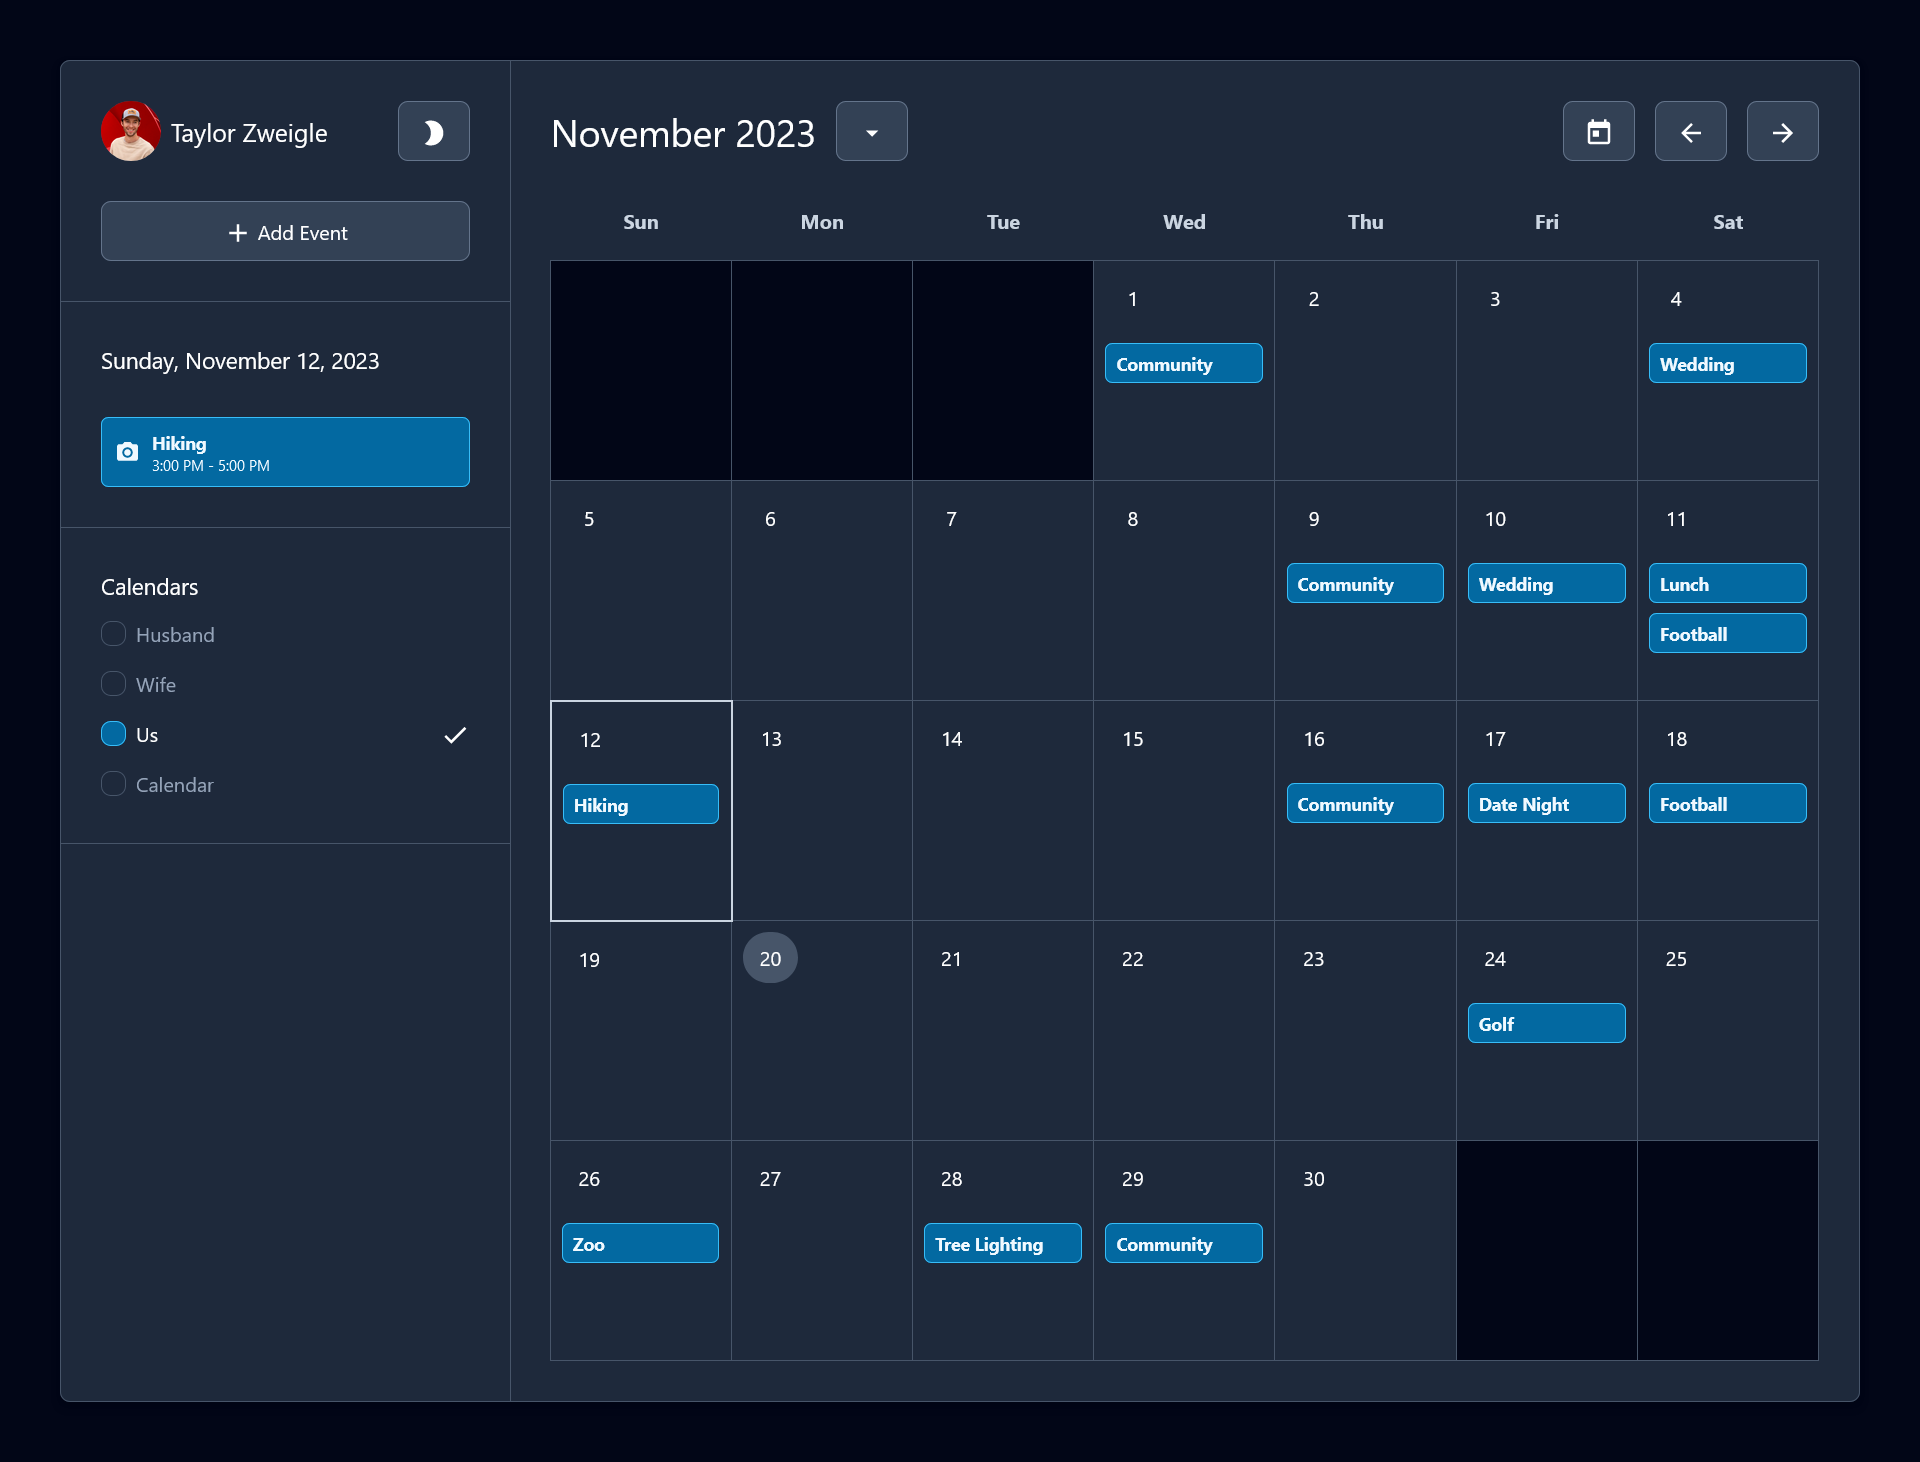 Taylor Zweigle
Add Event
Sunday, November 12, 2023
Hiking
3:00 PM - 5:00 PM
Calendars
Husband
Wife
Us
Calendar
November 2023
Sun Mon Tue Wed Thu Fri Sat
1 2 3 4
Community Wedding
5 6 7 8 9 10 11
Community Wedding Lunch
Football
12 13 14 15 16 17 18
Hiking Community Date Night Football
19 20 21 22 23 24 25
Golf
26 27 28 29 30
Zoo Tree Lighting Community